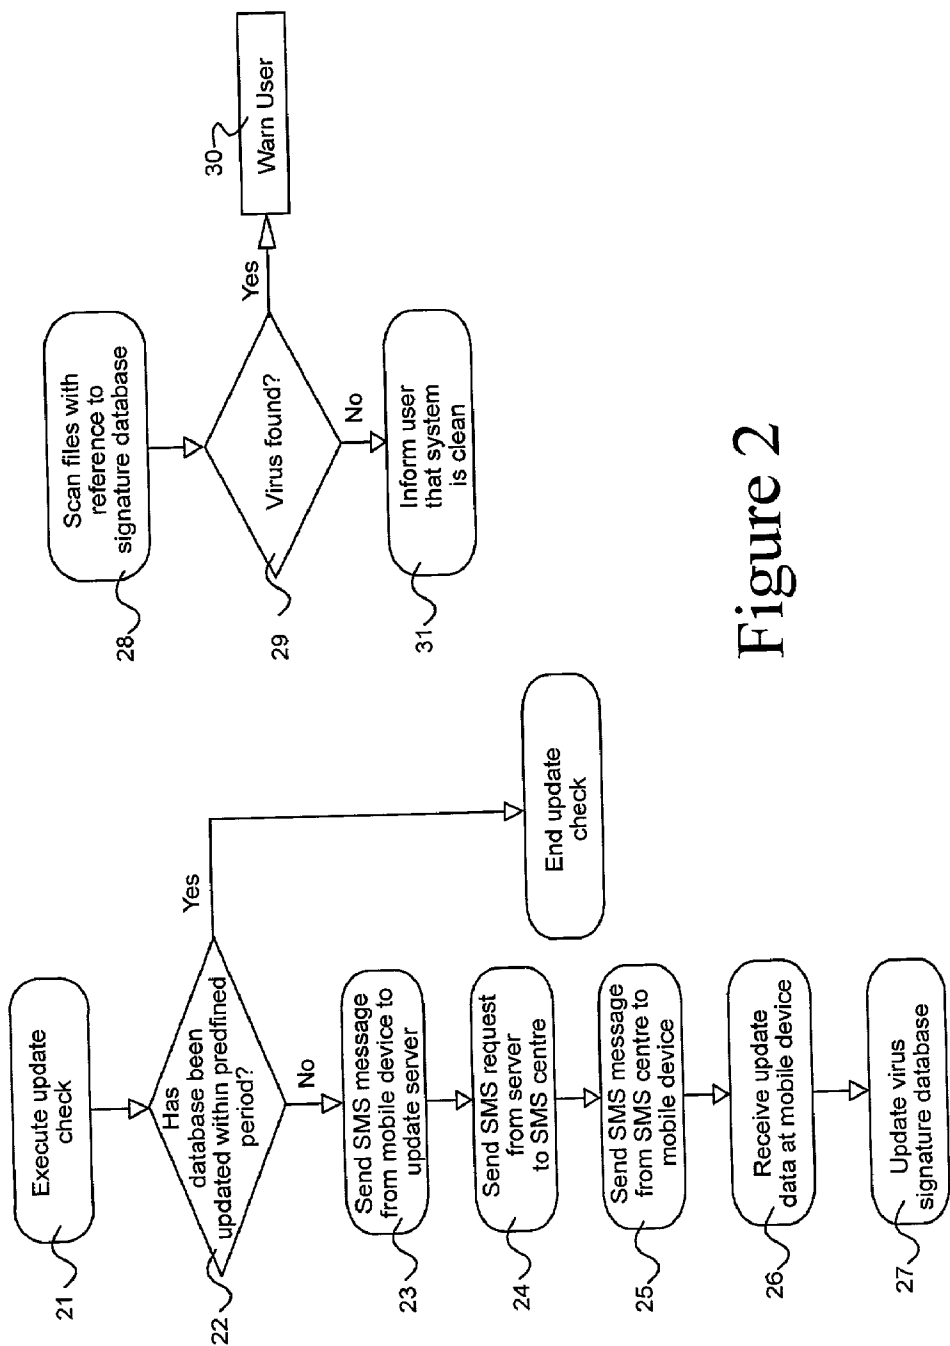 21
Execute update
check
22
Has
database been
updated within predfined
period?
Yes
No
End update
check
23
Send SMS message
from mobile device to
update server
24
Send SMS request
from server
to SMS centre
25
Send SMS message
from SMS centre to
mobile device
26
Receive update
data at mobile device
27
Update virus
signature database
28
Scan files with
reference to
signature database
29
Virus found?
Yes
30
Warn User
No
31
Inform user
that system
is clean
Figure 2